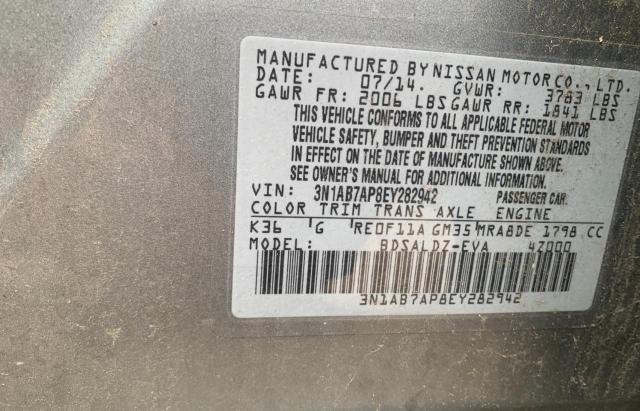 MANUFACTURED BY NISSAN MOTOR CO., LTD.
DATE: 07/14. GVWR: 3783 LBS
GAWR FR: 2006 LBS GAWR RR: 1841 LBS
THIS VEHICLE CONFORMS TO ALL APPLICABLE FEDERAL MOTOR
VEHICLE SAFETY, BUMPER AND THEFT PREVENTION STANDARDS
IN EFFECT ON THE DATE OF MANUFACTURE SHOWN ABOVE.
SEE OWNER'S MANUAL FOR ADDITIONAL INFORMATION
VIN: 3N1AB7AP8EY282942 PASSENGER CAR.
COLOR TRIM TRANS AXLE ENGINE
K36 G RE0F11A GM35 MRA8DE 1798 CC
MODEL: BDSALDZ-EVA 4Z000
3N1AB7AP8EY282942